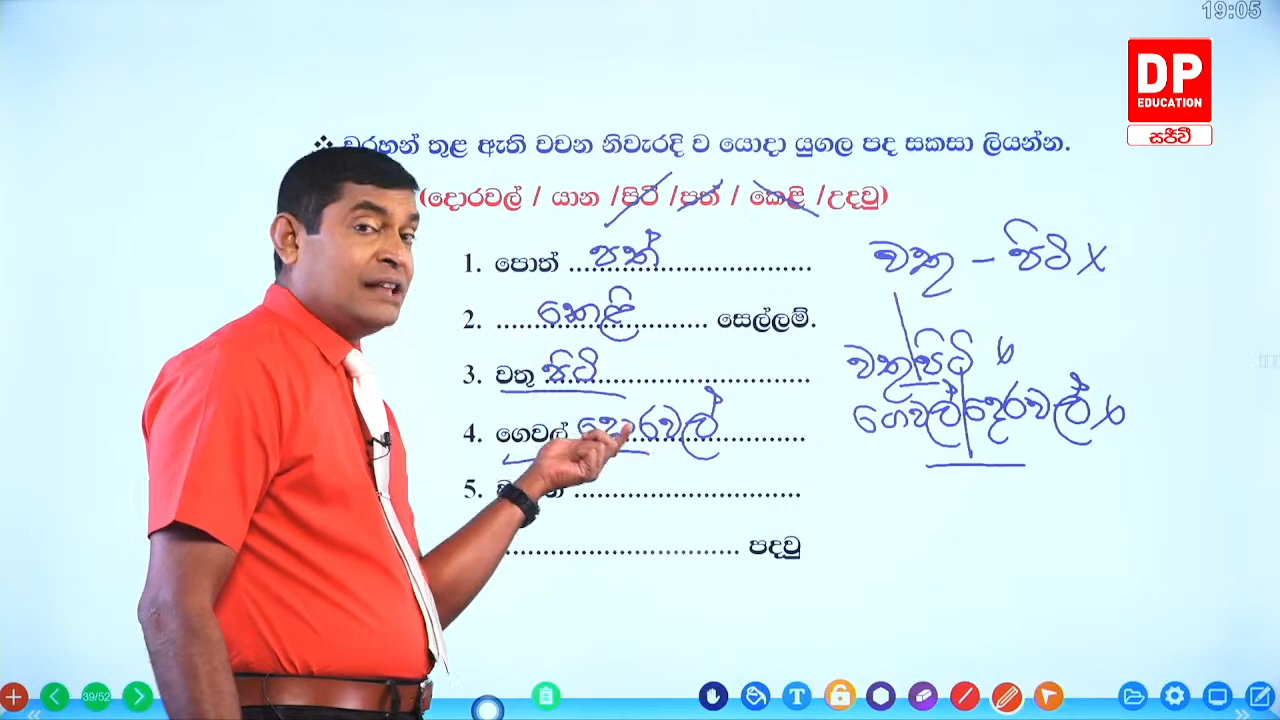 19:05
DP
EDUCATION
සජීවී
තුළ ඇති වචන නිවැරදි ව යොදා යුගල පද සකසා ලියන්න.
(දොරවල් / යාන /පිටි /පත් / කෙළි /උදවු)
1. පොත් පත්
2. කෙළි සෙල්ලම්.
3. වතු පිටි
4. ගෙවල් දොරවල්
5.
පදවු
වතු - පිටි X
වතු පිටි
ගෙවල් දොරවල්
39/52